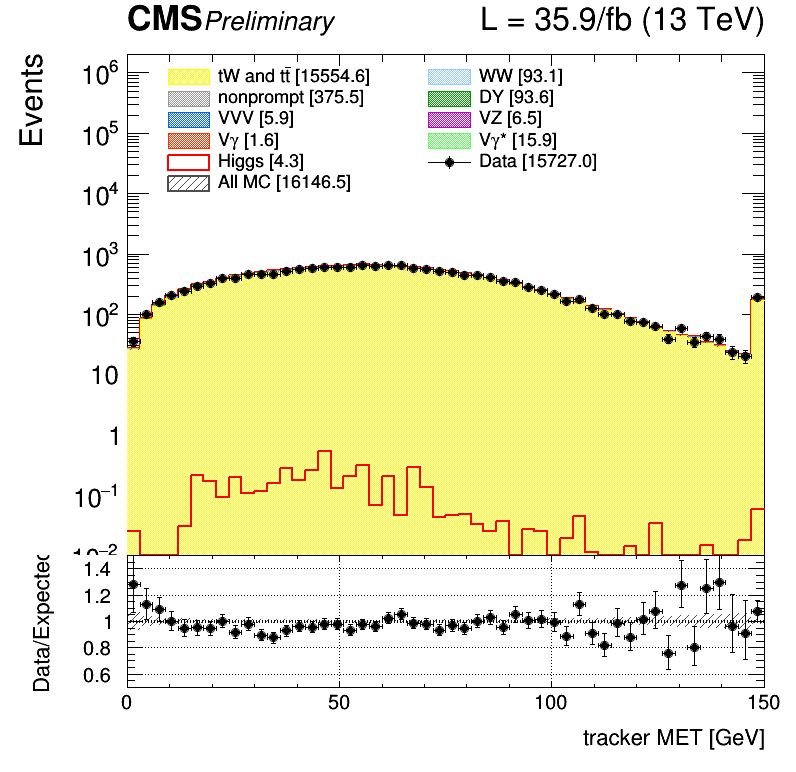 CMS Preliminary L = 35.9/fb (13 TeV)
Events
10⁶
10⁵
10⁴
10³
10²
10
1
10⁻¹
10⁻²
tW and tt̄ [15554.6] WW [93.1]
nonprompt [375.5] DY [93.6]
VVV [5.9] VZ [6.5]
Vγ [1.6] Vγ* [15.9]
Higgs [4.3] Data [15727.0]
All MC [16146.5]
Data/Expected
1.4
1.2
1
0.8
0.6
0 50 100 150
tracker MET [GeV]